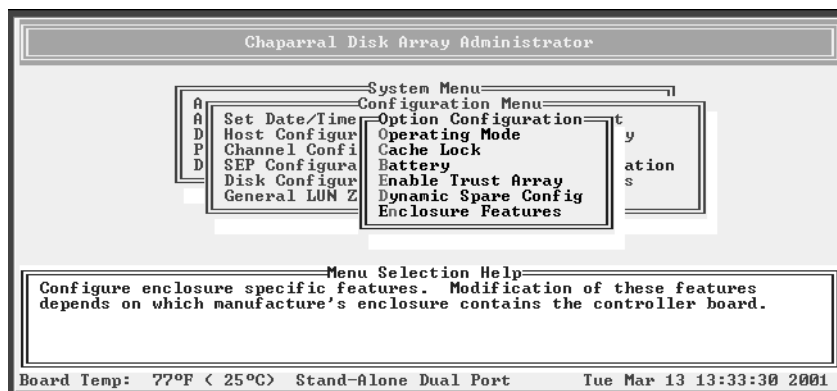 Chaparral Disk Array Administrator
System Menu
Configuration Menu
Option Configuration
Set Date/Time
Operating Mode
Host Configur
Cache Lock
Channel Confi
Battery
SEP Configura
ation
Enable Trust Array
Disk Configur
Dynamic Spare Config
General LUN Z
Enclosure Features
Menu Selection Help
Configure enclosure specific features. Modification of these features
depends on which manufacture's enclosure contains the controller board.
Board Temp: 77ºF ( 25ºC) Stand-Alone Dual Port Tue Mar 13 13:33:30 2001